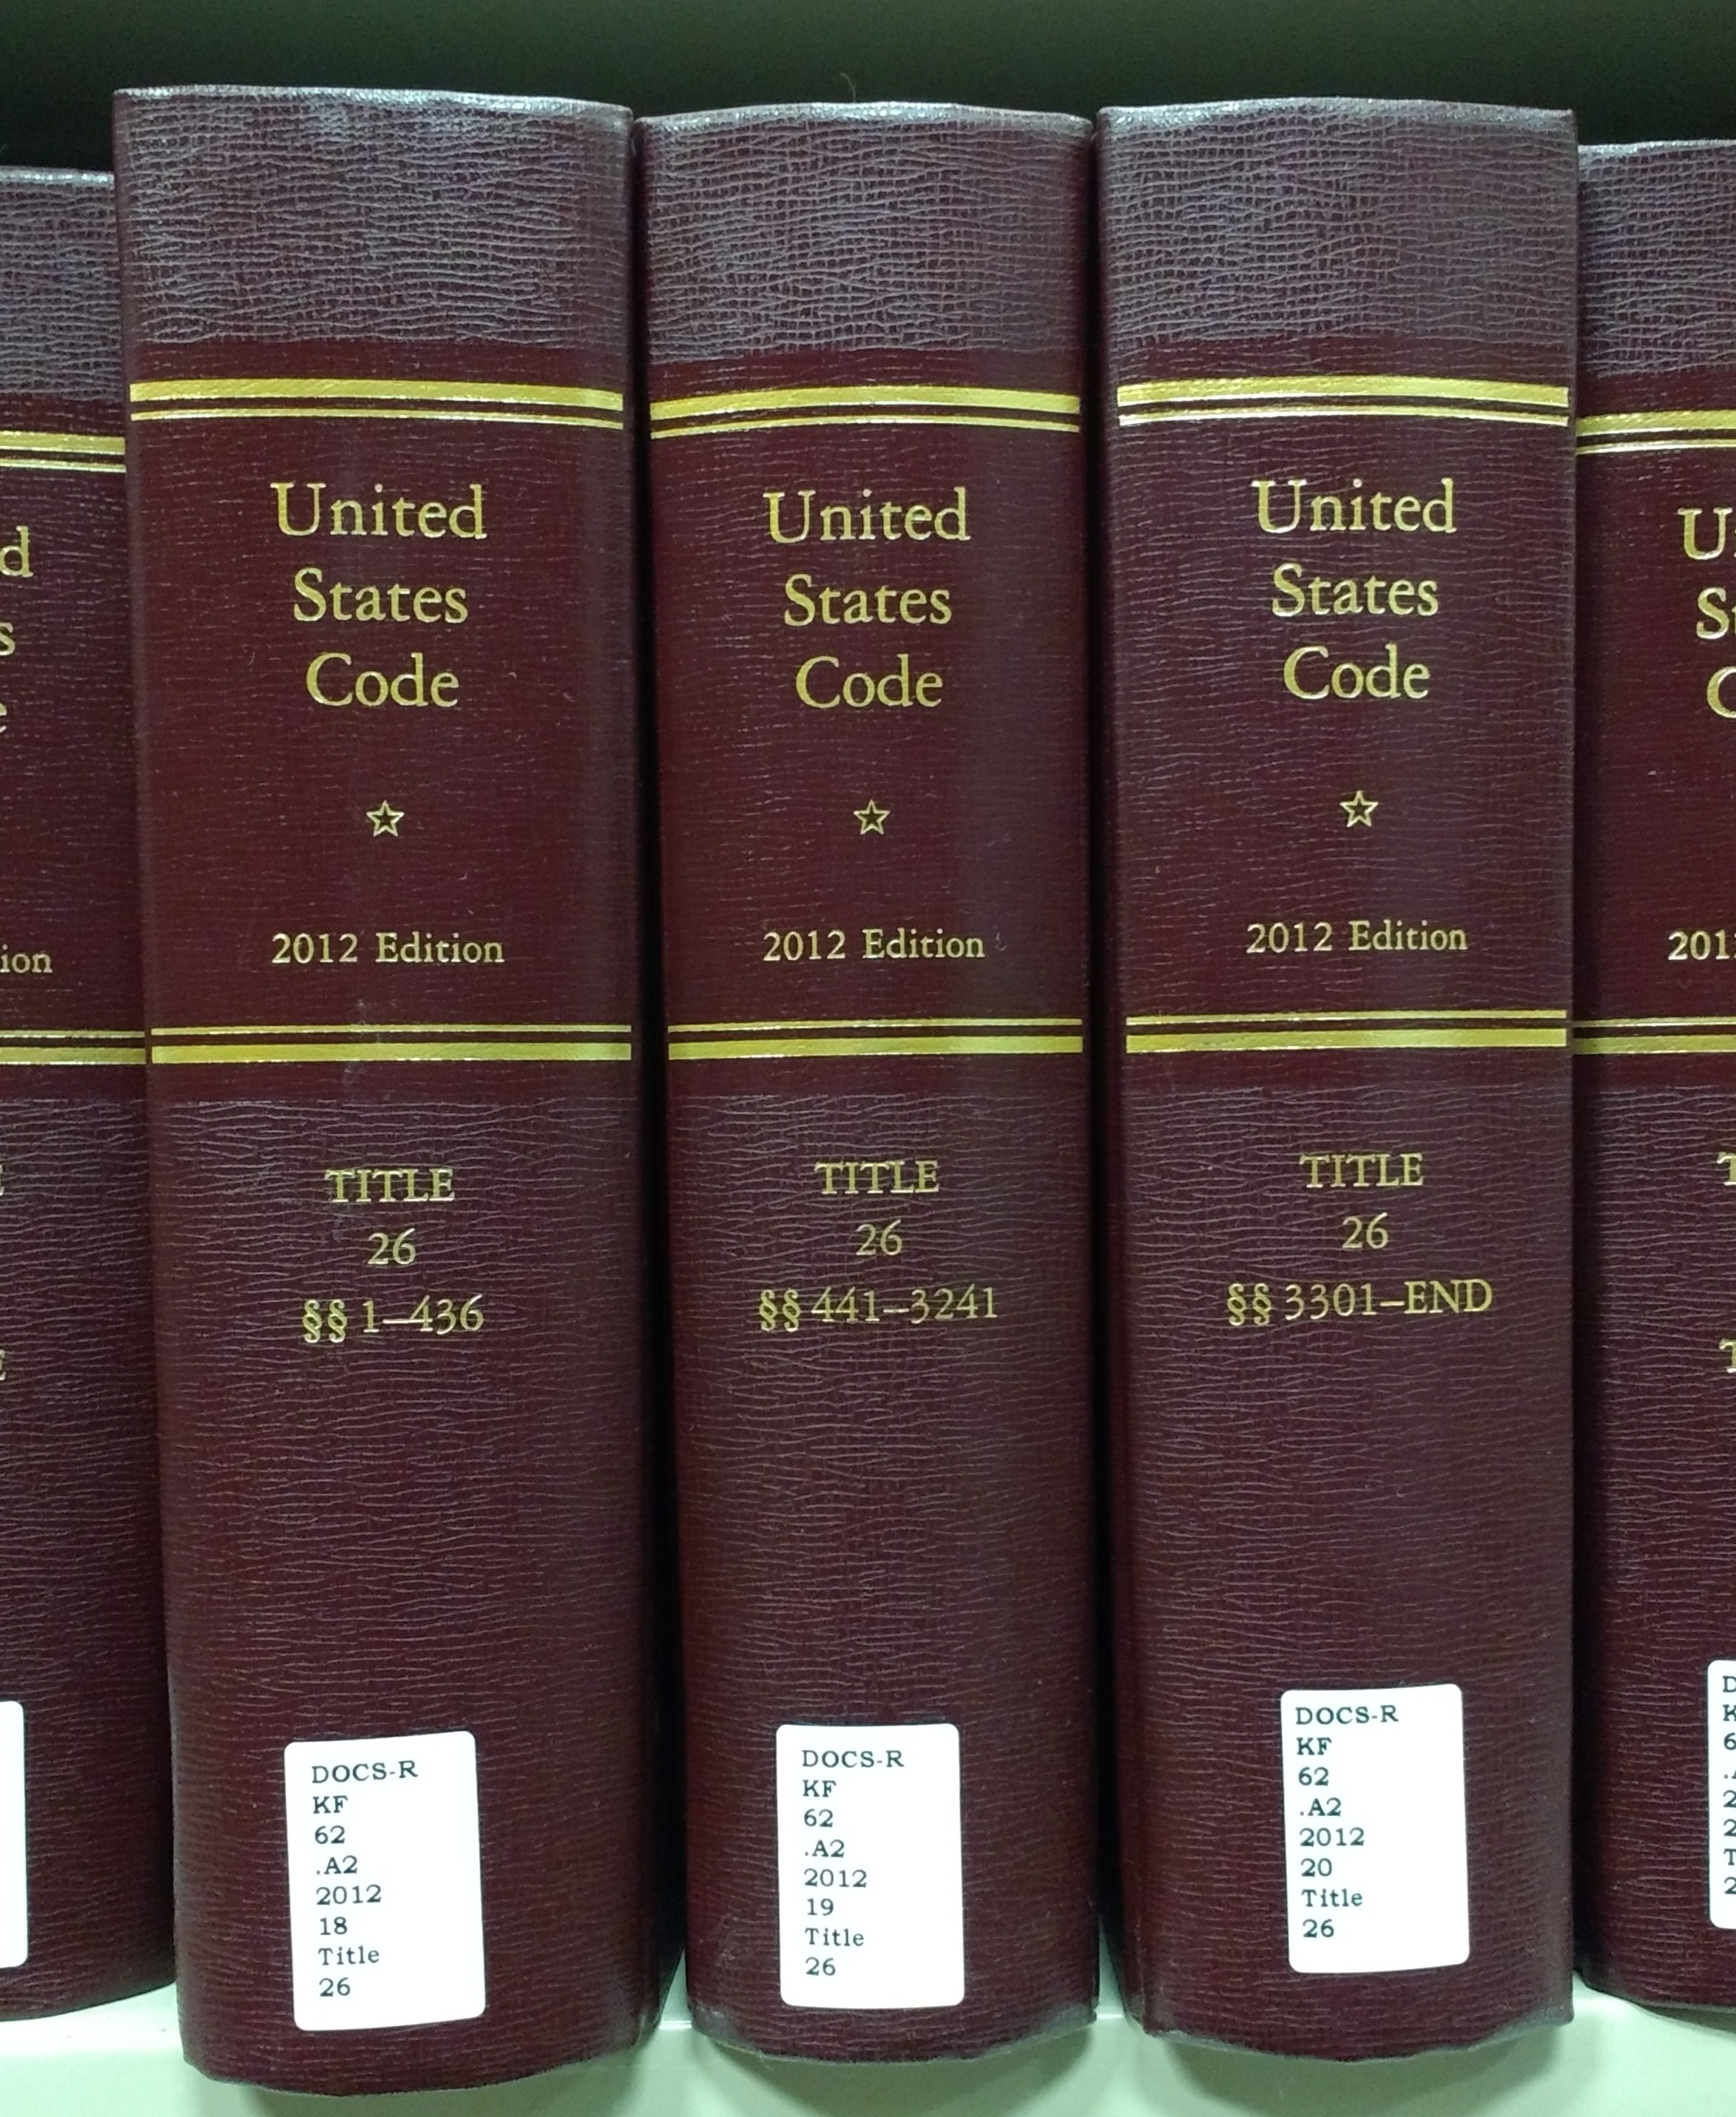 United
States
Code
2012 Edition
TITLE
26
§§ 1–436
DOCS-R
KF
62
.A2
2012
18
Title
26
United
States
Code
2012 Edition
TITLE
26
§§ 441–3241
DOCS-R
KF
62
.A2
2012
19
Title
26
United
States
Code
2012 Edition
TITLE
26
§§ 3301–END
DOCS-R
KF
62
.A2
2012
20
Title
26